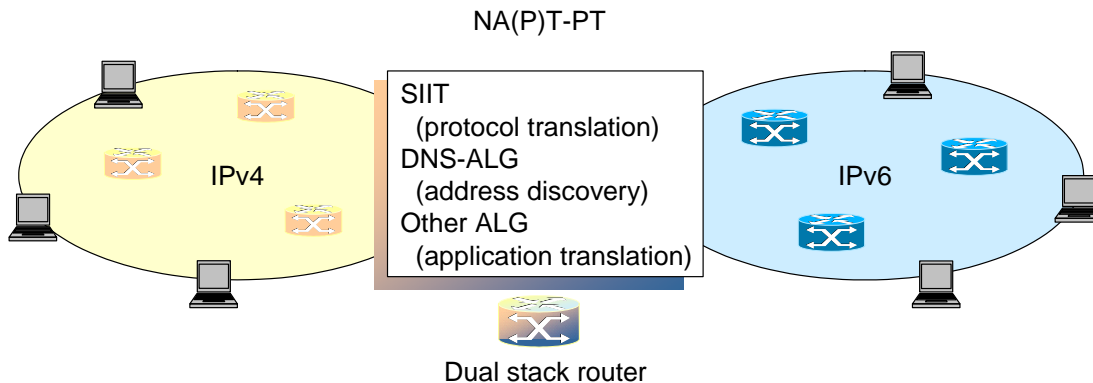 NA(P)T-PT
SIIT
(protocol translation)
DNS-ALG
(address discovery)
Other ALG
(application translation)
IPv4
IPv6
Dual stack router